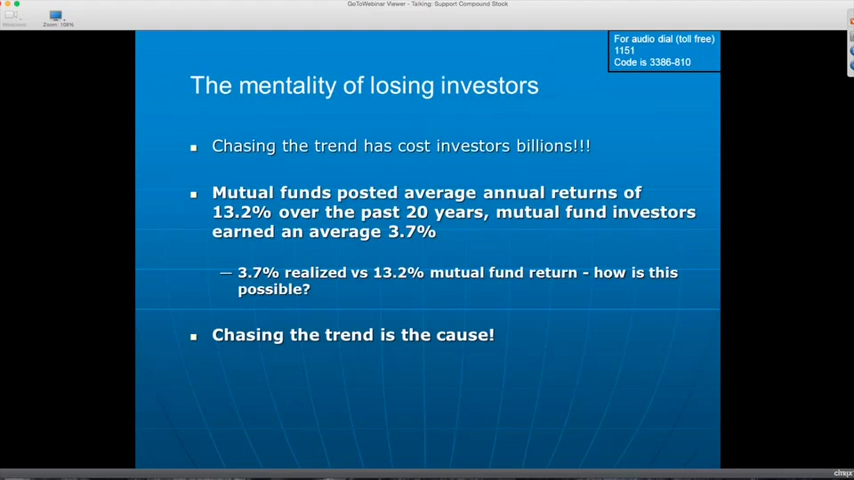 GoToWebinar Viewer - Talking: Support Compound Stock
Zoom: 108%
For audio dial (toll free)
1151
Code is 3386-810
The mentality of losing investors
Chasing the trend has cost investors billions!!!
Mutual funds posted average annual returns of
13.2% over the past 20 years, mutual fund investors
earned an average 3.7%
— 3.7% realized vs 13.2% mutual fund return - how is this
possible?
Chasing the trend is the cause!